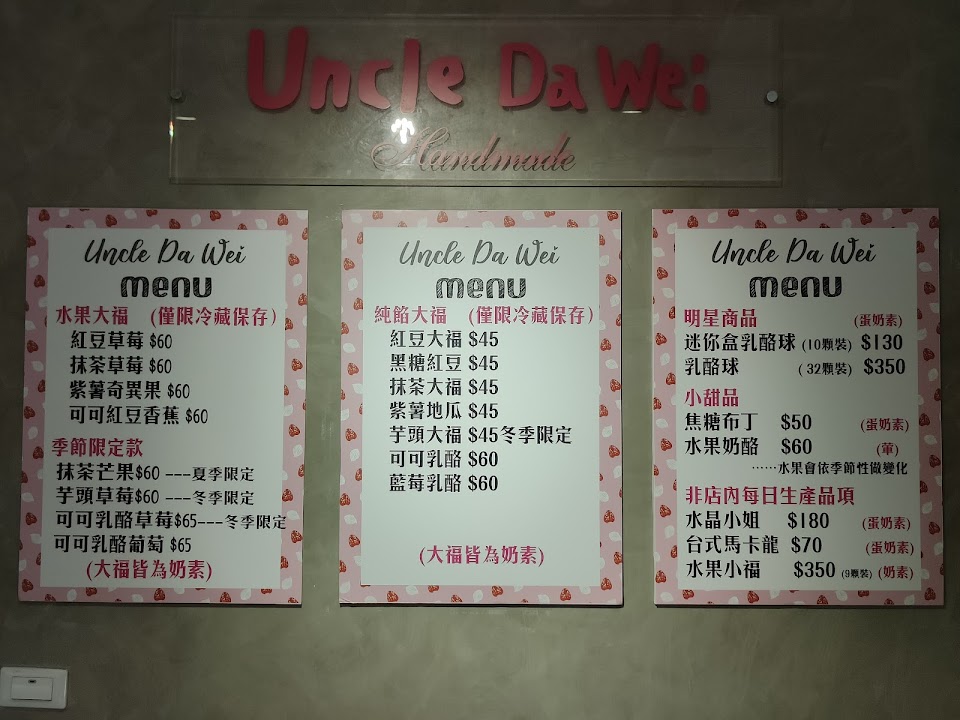 Uncle Da Wei
Handmade
Uncle Da Wei
menu
水果大福 (僅限冷藏保存)
紅豆草莓 $60
抹茶草莓 $60
紫薯奇異果 $60
可可紅豆香蕉 $60
季節限定款
抹茶芒果$60 ---夏季限定
芋頭草莓$60 ---冬季限定
可可乳酪草莓$65---冬季限定
可可乳酪葡萄 $65
(大福皆為奶素)
Uncle Da Wei
menu
純餡大福 (僅限冷藏保存)
紅豆大福 $45
黑糖紅豆 $45
抹茶大福 $45
紫薯地瓜 $45
芋頭大福 $45冬季限定
可可乳酪 $60
藍莓乳酪 $60
(大福皆為奶素)
Uncle Da Wei
menu
明星商品 (蛋奶素)
迷你盒乳酪球 (10顆裝) $130
乳酪球 (32顆裝) $350
小甜品
焦糖布丁 $50 (蛋奶素)
水果奶酪 $60 (葷)
······水果會依季節性做變化
非店內每日生產品項
水晶小姐 $180 (蛋奶素)
台式馬卡龍 $70 (蛋奶素)
水果小福 $350 (9顆裝) (奶素)